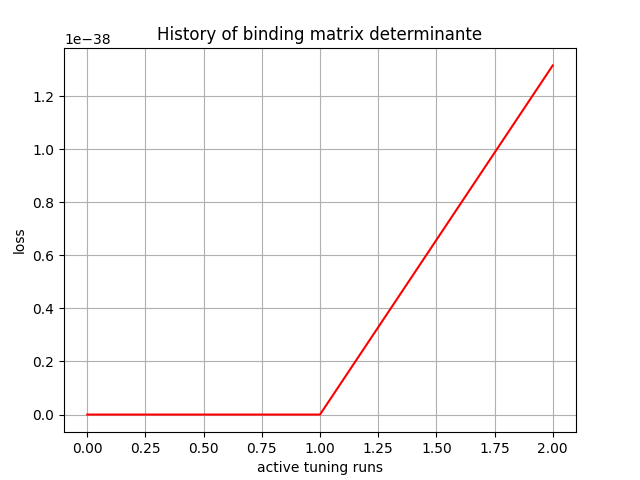 History of binding matrix determinante
1e−38
1.2
1.0
0.8
0.6
0.4
0.2
0.0
loss
0.00 0.25 0.50 0.75 1.00 1.25 1.50 1.75 2.00
active tuning runs